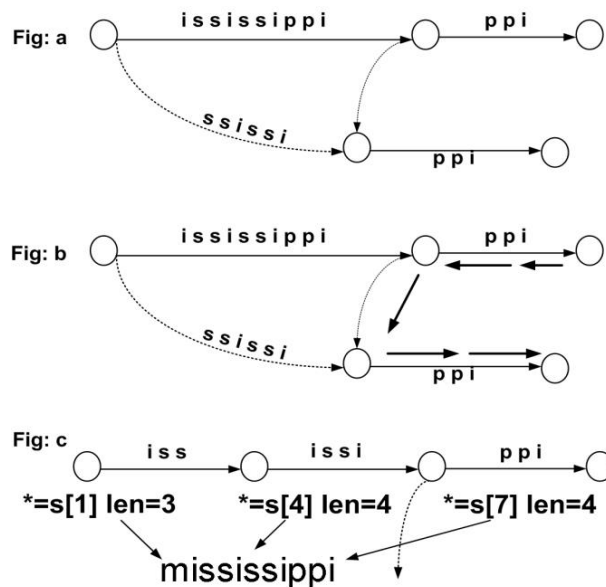 i s s i s s i p p i    p p i
Fig: a
s s i s s i
p p i
i s s i s s i p p i    p p i
Fig: b
s s i s s i
p p i
Fig: c
i s s    i s s i    p p i
*=s[1] len=3    *=s[4] len=4    *=s[7] len=4
mississippi